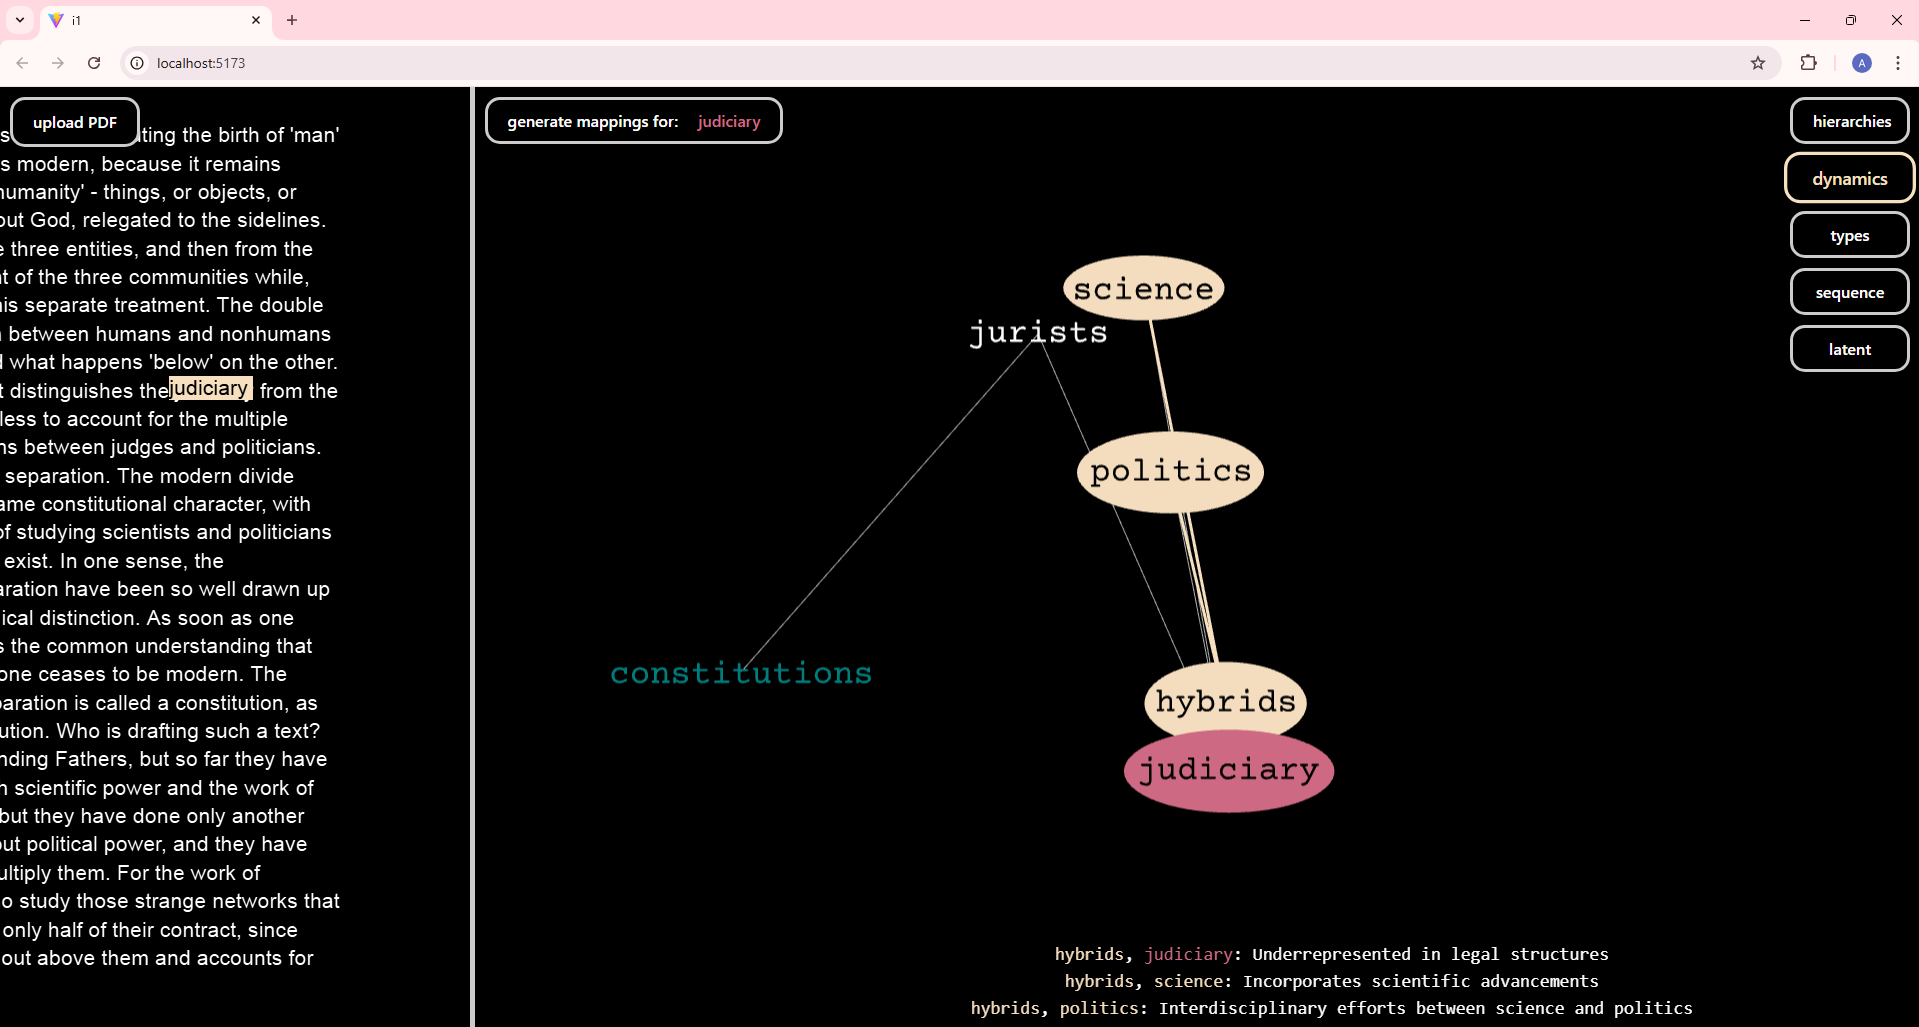 i1
localhost:5173
A
upload PDF
ting the birth of 'man'
s modern, because it remains
humanity' - things, or objects, or
out God, relegated to the sidelines.
e three entities, and then from the
nt of the three communities while,
his separate treatment. The double
n between humans and nonhumans
d what happens 'below' on the other.
t distinguishes the judiciary from the
less to account for the multiple
ns between judges and politicians.
separation. The modern divide
ame constitutional character, with
of studying scientists and politicians
exist. In one sense, the
aration have been so well drawn up
ical distinction. As soon as one
s the common understanding that
one ceases to be modern. The
paration is called a constitution, as
ution. Who is drafting such a text?
nding Fathers, but so far they have
n scientific power and the work of
but they have done only another
out political power, and they have
ultiply them. For the work of
o study those strange networks that
only half of their contract, since
out above them and accounts for
generate mappings for: judiciary
hierarchies
dynamics
types
sequence
latent
science
jurists
politics
constitutions
hybrids
judiciary
hybrids, judiciary: Underrepresented in legal structures
hybrids, science: Incorporates scientific advancements
hybrids, politics: Interdisciplinary efforts between science and politics